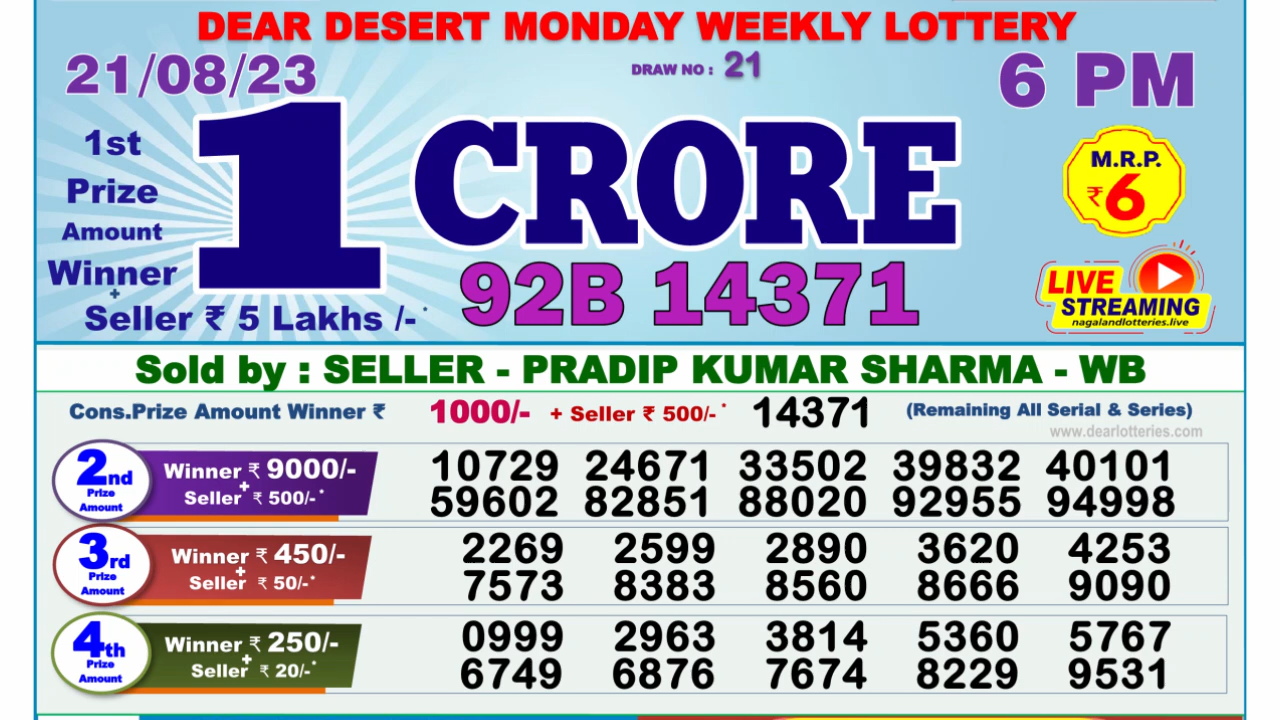 DEAR DESERT MONDAY WEEKLY LOTTERY
21/08/23
DRAW NO : 21
6 PM
1st
Prize
Amount
Winner
+
Seller ₹ 5 Lakhs /-*
1 CRORE
92B 14371
M.R.P.
₹6
LIVE
STREAMING
nagalandlotteries.live
Sold by : SELLER - PRADIP KUMAR SHARMA - WB
Cons.Prize Amount Winner ₹ 1000/- + Seller ₹ 500/-* 14371 (Remaining All Serial & Series)
www.dearlotteries.com
2nd
Prize
Amount
Winner ₹ 9000/-
+
Seller ₹ 500/-*
10729 24671 33502 39832 40101
59602 82851 88020 92955 94998
3rd
Prize
Amount
Winner ₹ 450/-
+
Seller ₹ 50/-*
2269 2599 2890 3620 4253
7573 8383 8560 8666 9090
4th
Prize
Amount
Winner ₹ 250/-
+
Seller ₹ 20/-*
0999 2963 3814 5360 5767
6749 6876 7674 8229 9531